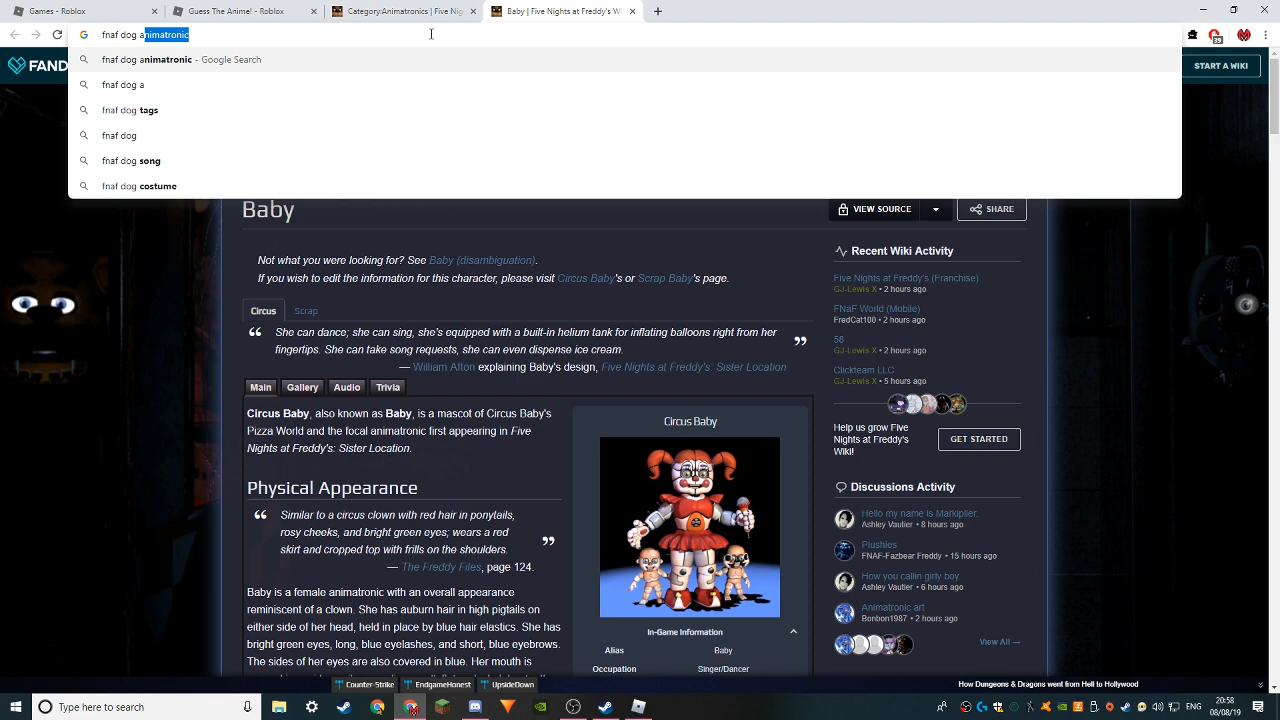 Games - Roblox
Guess The Animatronic - Roblox
Category:Animatronics | Five Nig
Baby | Five Nights at Freddy's Wi
fnaf dog animatronic
fnaf dog animatronic - Google Search
fnaf dog a
fnaf dog tags
fnaf dog
fnaf dog song
fnaf dog costume
FAND
START A WIKI
Baby
VIEW SOURCE
SHARE
Not what you were looking for? See Baby (disambiguation).
If you wish to edit the information for this character, please visit Circus Baby's or Scrap Baby's page.
Circus
Scrap
“ She can dance; she can sing, she's equipped with a built-in helium tank for inflating balloons right from her
fingertips. She can take song requests, she can even dispense ice cream. ”
— William Afton explaining Baby's design, Five Nights at Freddy's: Sister Location
Main
Gallery
Audio
Trivia
Circus Baby, also known as Baby, is a mascot of Circus Baby's
Pizza World and the focal animatronic first appearing in Five
Nights at Freddy's: Sister Location.
Physical Appearance
“ Similar to a circus clown with red hair in ponytails,
rosy cheeks, and bright green eyes; wears a red
skirt and cropped top with frills on the shoulders. ”
— The Freddy Files, page 124.
Baby is a female animatronic with an overall appearance
reminiscent of a clown. She has auburn hair in high pigtails on
either side of her head, held in place by blue hair elastics. She has
bright green eyes, long, blue eyelashes, and short, blue eyebrows.
The sides of her eyes are also covered in blue. Her mouth is
Circus Baby
In-Game Information
Alias
Baby
Occupation
Singer/Dancer
Recent Wiki Activity
Five Nights at Freddy's (Franchise)
GJ-Lewis X • 2 hours ago
FNaF World (Mobile)
FredCat100 • 2 hours ago
56
GJ-Lewis X • 2 hours ago
Clickteam LLC
GJ-Lewis X • 5 hours ago
Help us grow Five
Nights at Freddy's
Wiki!
GET STARTED
Discussions Activity
Hello my name is Markiplier.
Ashley Vautier • 8 hours ago
Plushies
FNAF-Fazbear Freddy • 15 hours ago
How you callin girly boy.
Ashley Vautier • 6 hours ago
Animatronic art
Bonbon1987 • 2 hours ago
View All →
Counter-Strike
EndgameHonest
UpsideDown
How Dungeons & Dragons went from Hell to Hollywood
Type here to search
20:58
08/08/19